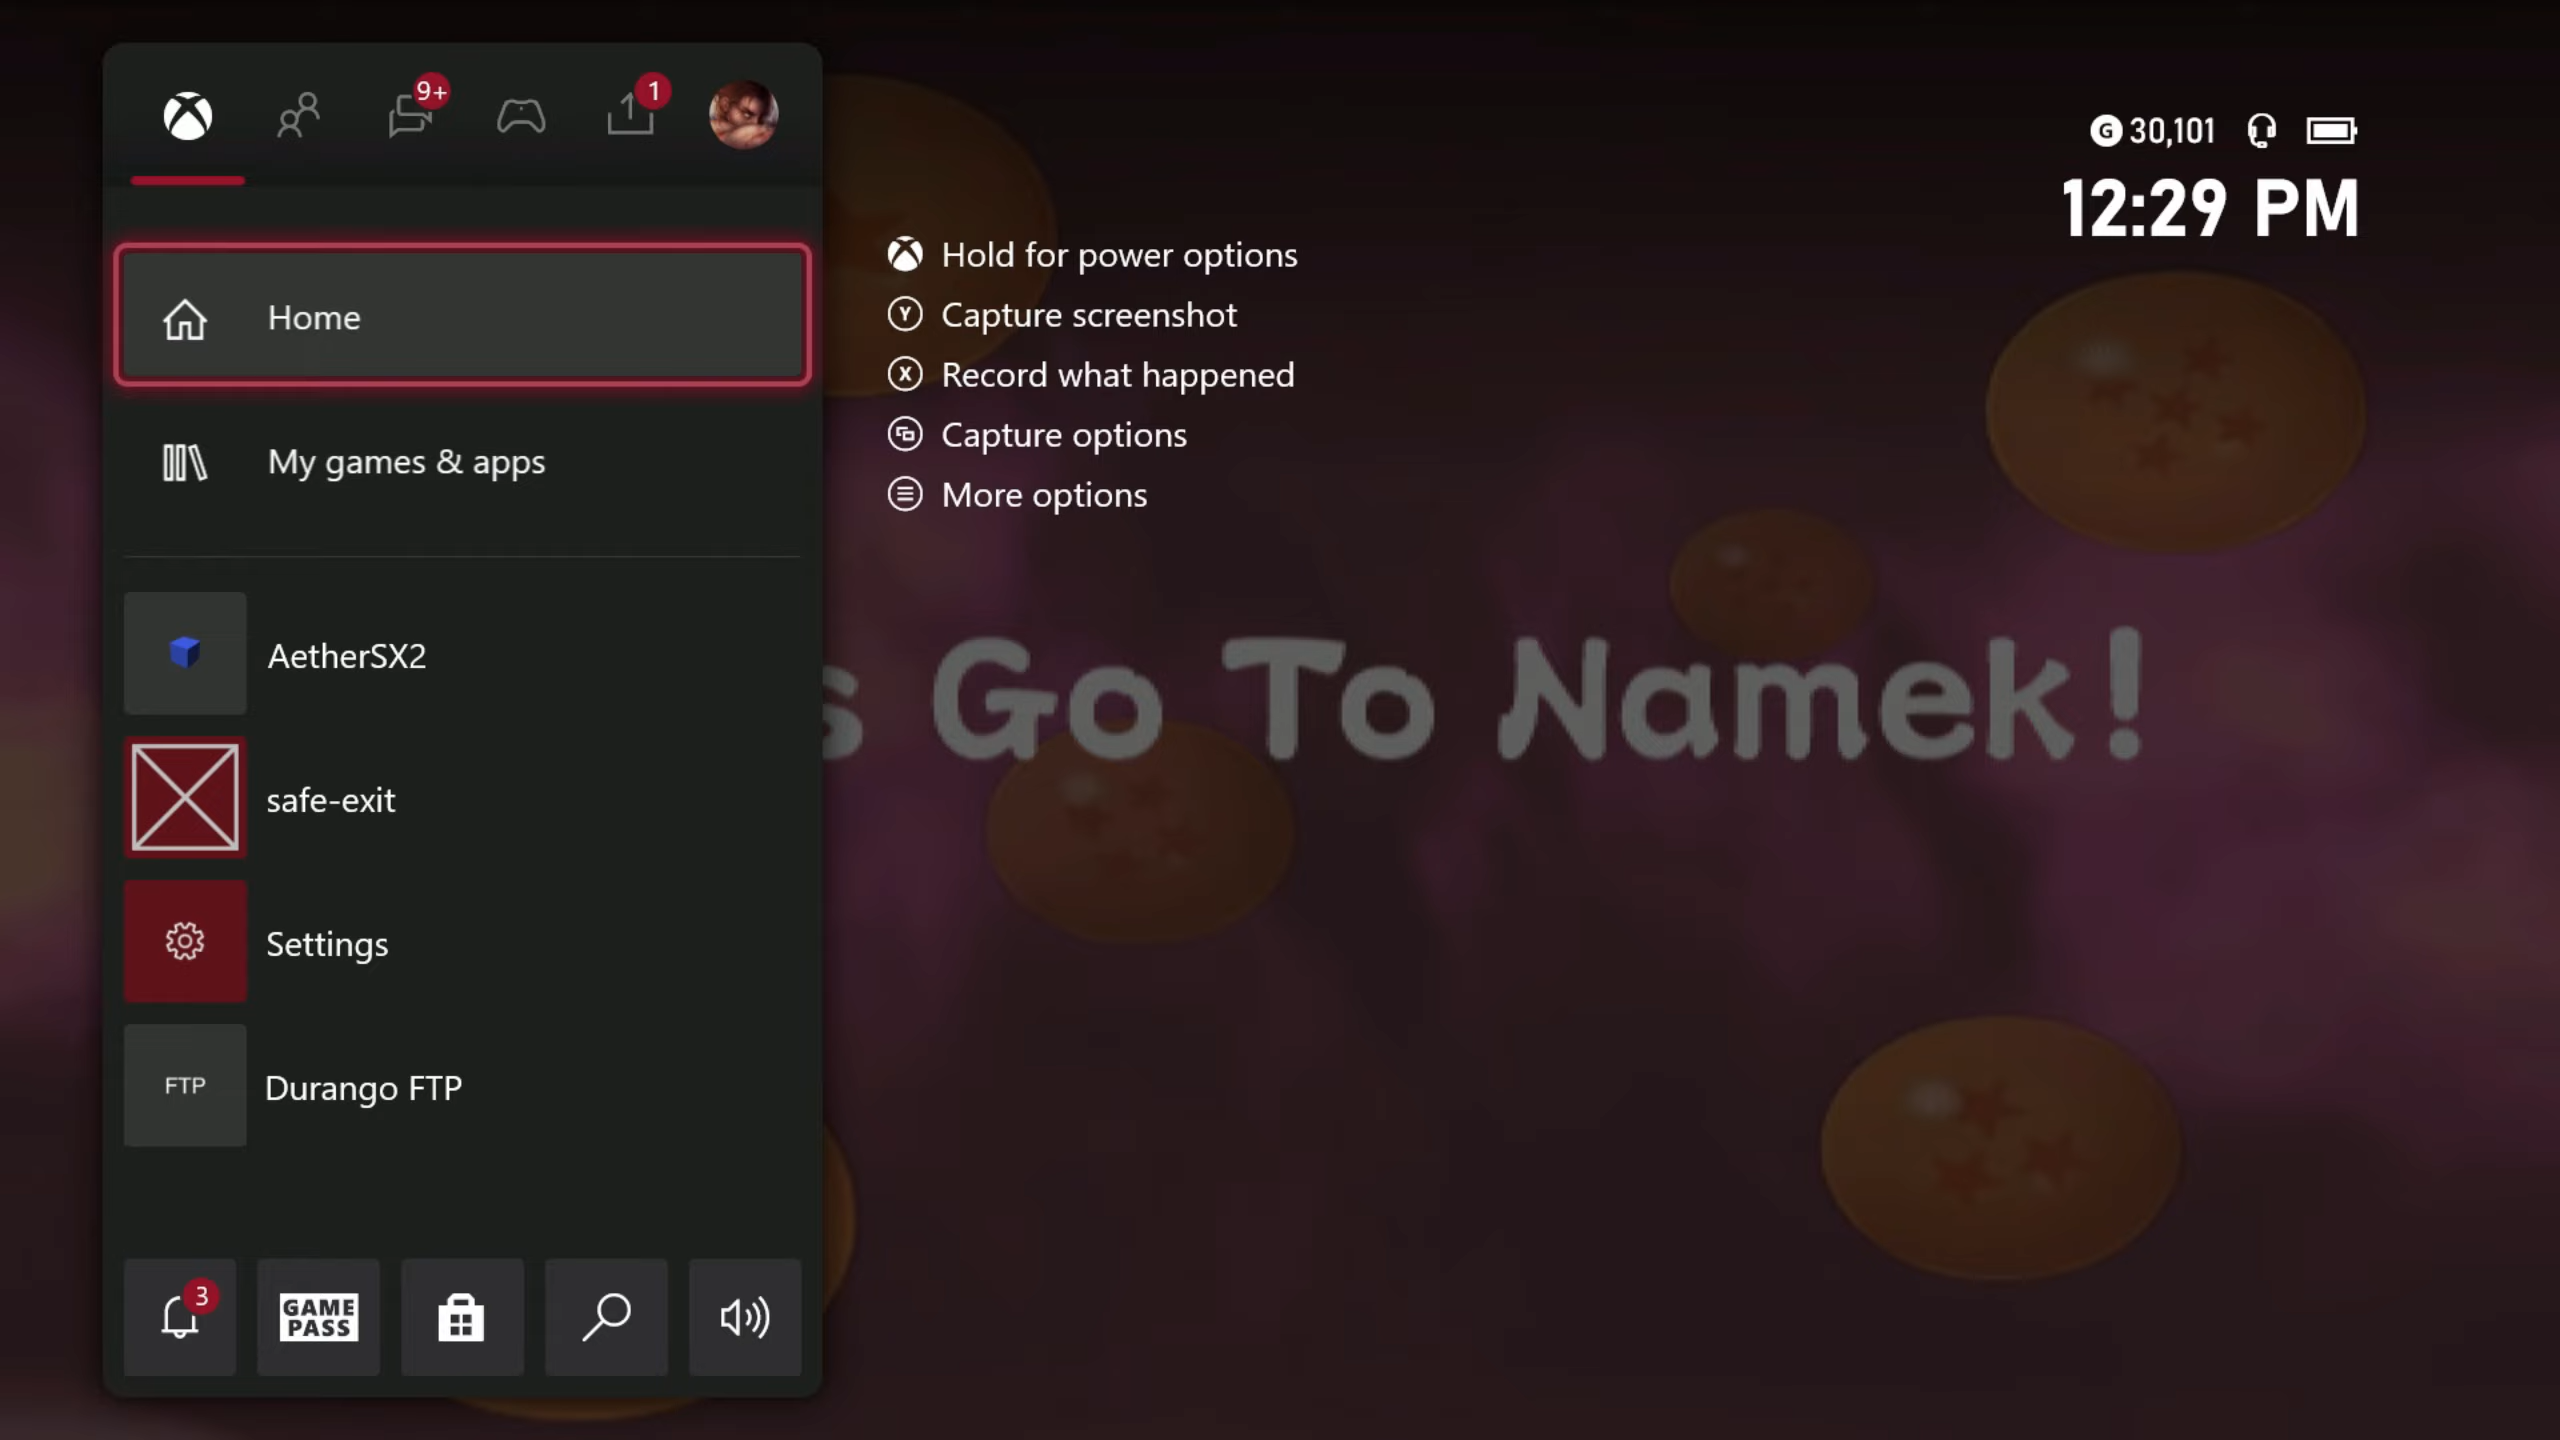 9+
1
30,101
12:29 PM
Home
My games & apps
Hold for power options
Y Capture screenshot
X Record what happened
Capture options
More options
AetherSX2
safe-exit
Settings
FTP Durango FTP
s Go To Namek!
3
GAME
PASS